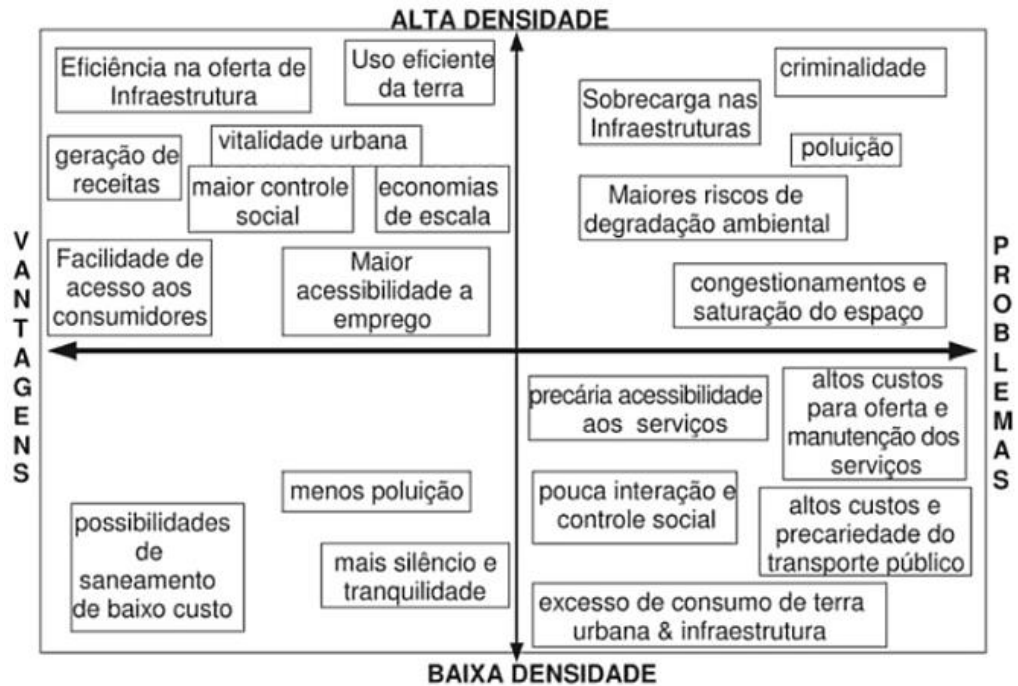 ALTA DENSIDADE
Eficiência na oferta de
Infraestrutura
Uso eficiente
da terra
geração de
receitas
vitalidade urbana
maior controle
social
economias
de escala
Facilidade de
acesso aos
consumidores
Maior
acessibilidade a
emprego
criminalidade
Sobrecarga nas
Infraestruturas
poluição
Maiores riscos de
degradação ambiental
congestionamentos e
saturação do espaço
VANTAGENS
PROBLEMAS
possibilidades
de
saneamento
de baixo custo
menos poluição
mais silêncio e
tranquilidade
precária acessibilidade
aos serviços
altos custos
para oferta e
manutenção dos
serviços
pouca interação e
controle social
altos custos e
precariedade do
transporte público
excesso de consumo de terra
urbana & infraestrutura
BAIXA DENSIDADE